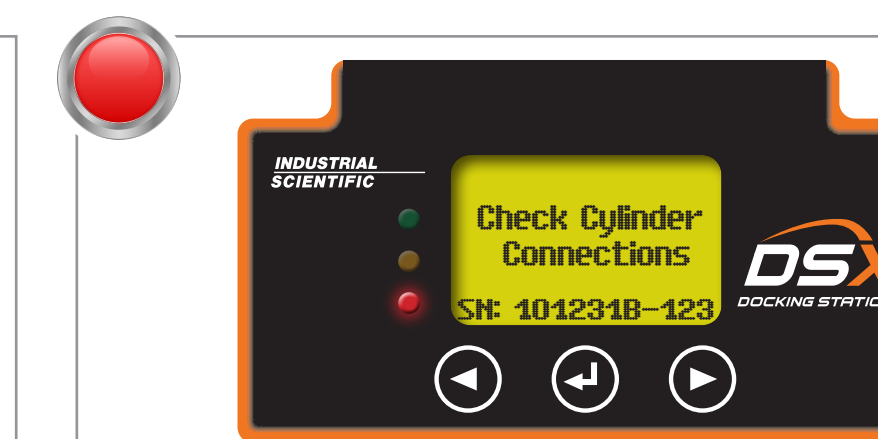 INDUSTRIAL
SCIENTIFIC
Check Cylinder
Connections
SN: 101231B-123
DSX
DOCKING STATIO